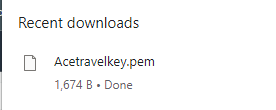 Recent downloads
Acetravelkey.pem
1,674 B • Done